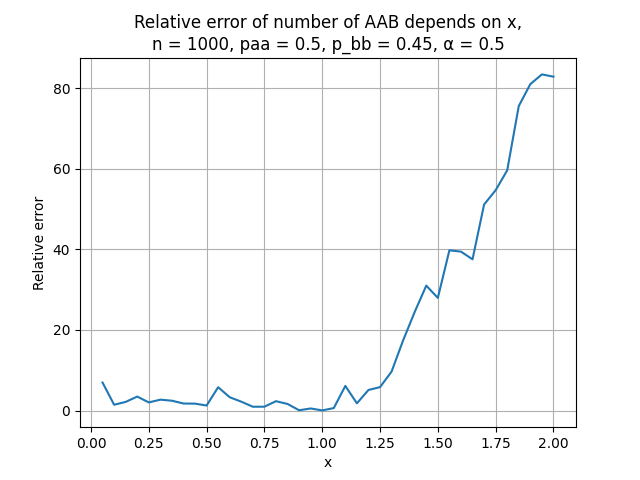 Relative error of number of AAB depends on x,
n = 1000, paa = 0.5, p_bb = 0.45, α = 0.5
80
60
40
20
0
Relative error
0.00 0.25 0.50 0.75 1.00 1.25 1.50 1.75 2.00
x